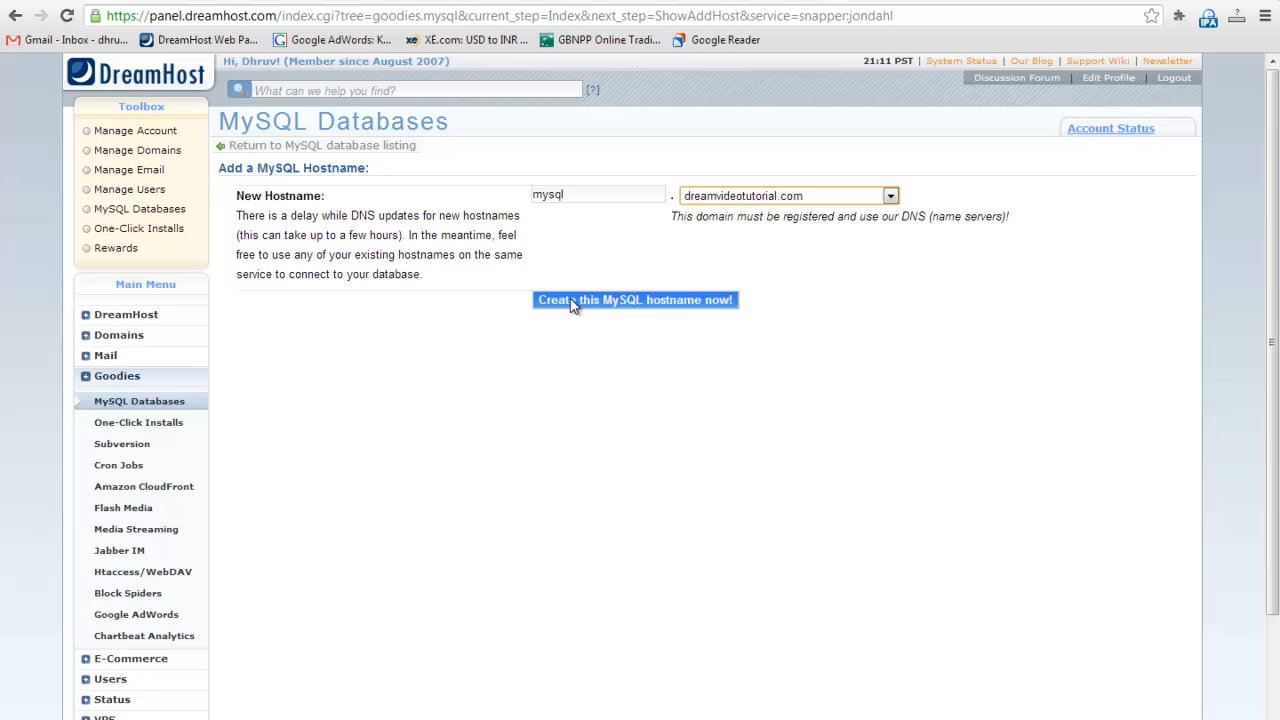 https://panel.dreamhost.com/index.cgi?tree=goodies.mysql&current_step=Index&next_step=ShowAddHost&service=snapper:jondahl
IPA
Gmail - Inbox - dhru... DreamHost Web Pa... Google AdWords: K... XE.com: USD to INR ... GBNPP Online Tradi... Google Reader
DreamHost
Hi, Dhruv! (Member since August 2007)
21:11 PST | System Status | Our Blog | Support Wiki | Newsletter
Discussion Forum | Edit Profile | Logout
What can we help you find? [?]
Toolbox
Manage Account
Manage Domains
Manage Email
Manage Users
MySQL Databases
One-Click Installs
Rewards
Main Menu
DreamHost
Domains
Mail
Goodies
MySQL Databases
One-Click Installs
Subversion
Cron Jobs
Amazon CloudFront
Flash Media
Media Streaming
Jabber IM
Htaccess/WebDAV
Block Spiders
Google AdWords
Chartbeat Analytics
E-Commerce
Users
Status
VPS
MySQL Databases
Account Status
Return to MySQL database listing
Add a MySQL Hostname:
New Hostname: mysql . dreamvideotutorial.com
There is a delay while DNS updates for new hostnames
(this can take up to a few hours). In the meantime, feel
free to use any of your existing hostnames on the same
service to connect to your database.
This domain must be registered and use our DNS (name servers)!
Create this MySQL hostname now!